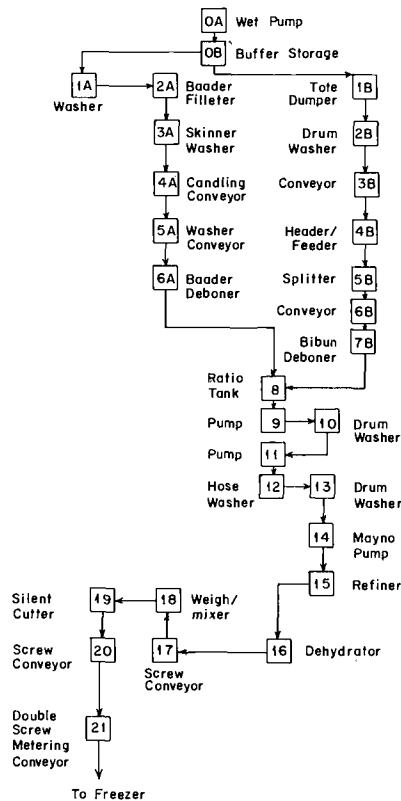 0A Wet Pump
0B Buffer Storage
1A
Washer
2A Baader
Filleter
Tote
Dumper 1B
3A Skinner
Washer
Drum
Washer 2B
4A Candling
Conveyor
Conveyor 3B
5A Washer
Conveyor
Header/
Feeder 4B
6A Baader
Deboner
Splitter 5B
Conveyor 6B
Bibun
Deboner 7B
Ratio
Tank 8
Pump 9
10 Drum
Washer
Pump 11
Hose
Washer 12
13 Drum
Washer
14 Mayno
Pump
15 Refiner
16 Dehydrator
17
Screw
Conveyor
18 Weigh/
mixer
Silent
Cutter 19
Screw
Conveyor 20
Double
Screw
Metering
Conveyor 21
To Freezer